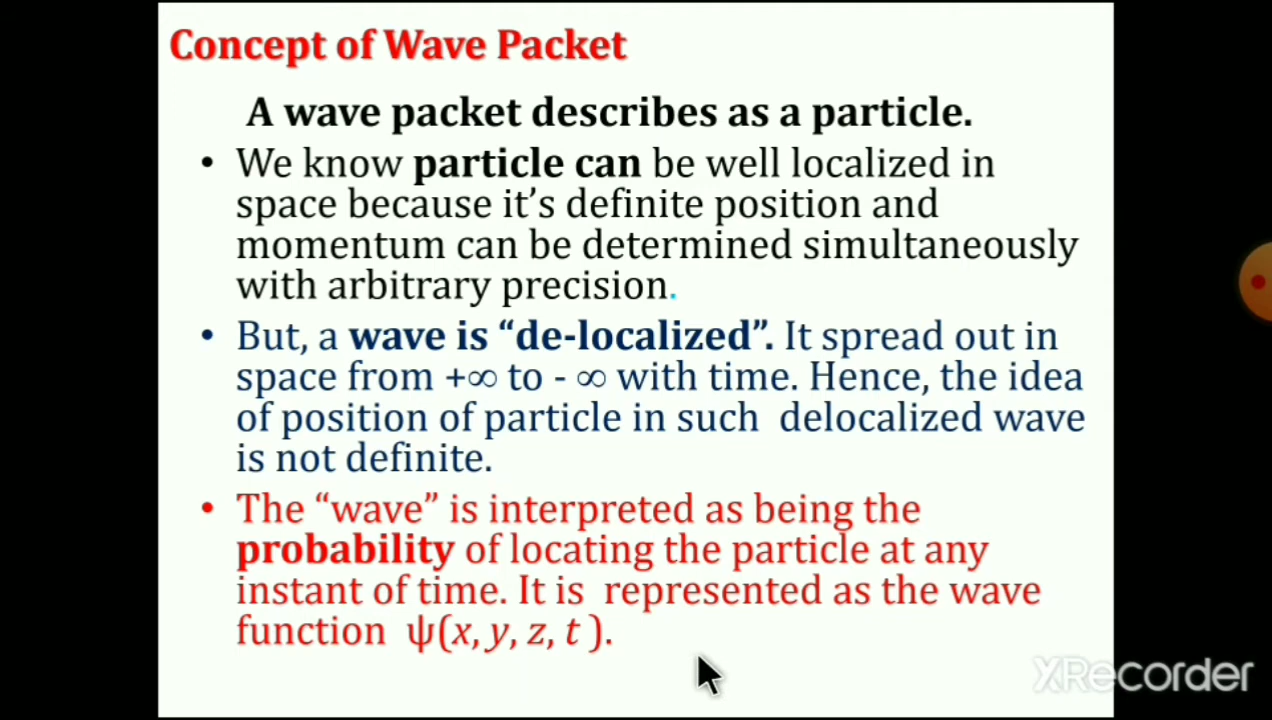 Concept of Wave Packet
A wave packet describes as a particle.
• We know particle can be well localized in
space because it’s definite position and
momentum can be determined simultaneously
with arbitrary precision.
• But, a wave is “de-localized”. It spread out in
space from +∞ to - ∞ with time. Hence, the idea
of position of particle in such delocalized wave
is not definite.
• The “wave” is interpreted as being the
probability of locating the particle at any
instant of time. It is represented as the wave
function ψ(x, y, z, t ).
XRecorder